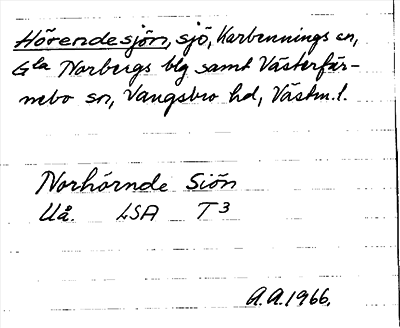 Hörendesjön, sjö, Karbennings sn,
Gla Norbergs blg samt Västerfär-
nebo sn, Vangsbro hd, Västm.l.
Norhörnde Siön
Uå. LSA T3
A.A.1966.